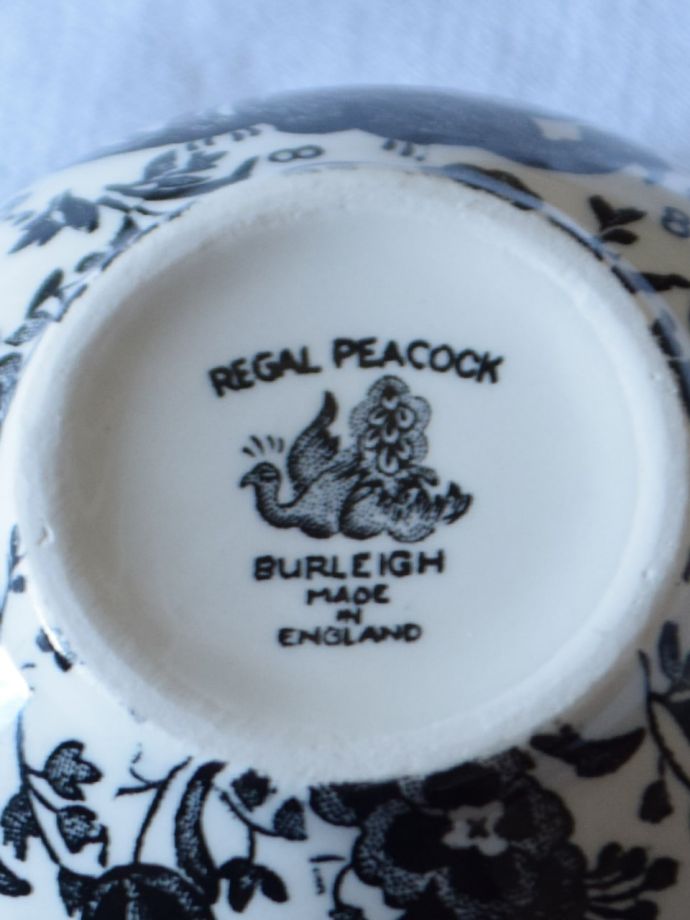 REGAL PEACOCK
BURLEIGH
MADE
IN
ENGLAND